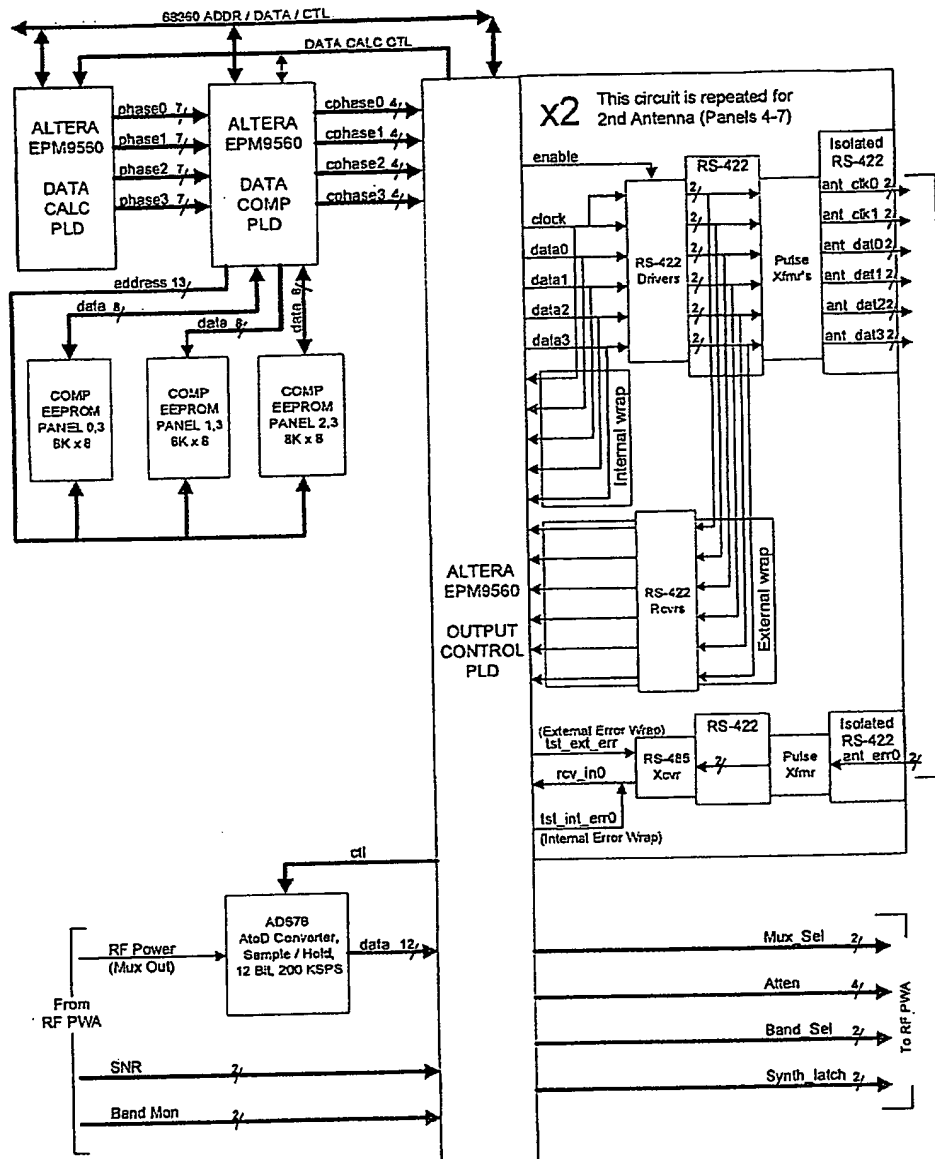 68360 ADDR / DATA / CTL
DATA CALC CTL
ALTERA
EPM9560
DATA
CALC
PLD
phase0 7
phase1 7
phase2 7
phase3 7
ALTERA
EPM9560
DATA
COMP
PLD
cphase0 4
cphase1 4
cphase2 4
cphase3 4
address 13
data 8
data 8
data 8
COMP
EEPROM
PANEL 0,3
8K x 8
COMP
EEPROM
PANEL 1,3
8K x 8
COMP
EEPROM
PANEL 2,3
8K x 8
X2
This circuit is repeated for
2nd Antenna (Panels 4-7)
enable
clock
data0
data1
data2
data3
RS-422
Drivers
RS-422
2
2
2
2
2
2
Pulse
Xfmr's
Isolated
RS-422
ant_clk0 2
ant_clk1 2
ant_dat0 2
ant_dat1 2
ant_dat2 2
ant_dat3 2
Internal wrap
External wrap
RS-422
Rcvrs
ALTERA
EPM9560
OUTPUT
CONTROL
PLD
(External Error Wrap)
tst_ext_err
rcv_in0
tst_int_err0
(Internal Error Wrap)
RS-485
Xcvr
RS-422
2
Pulse
Xfmr
Isolated
RS-422
ant_err0 2
ctl
ADS78
AtoD Converter,
Sample / Hold,
12 Bit, 200 KSPS
data 12
RF Power
(Mux Out)
From
RF PWA
SNR 2
Band Mon 2
Mux_Sel 2
Atten 4
Band_Sel 2
Synth_latch 2
To RF PWA